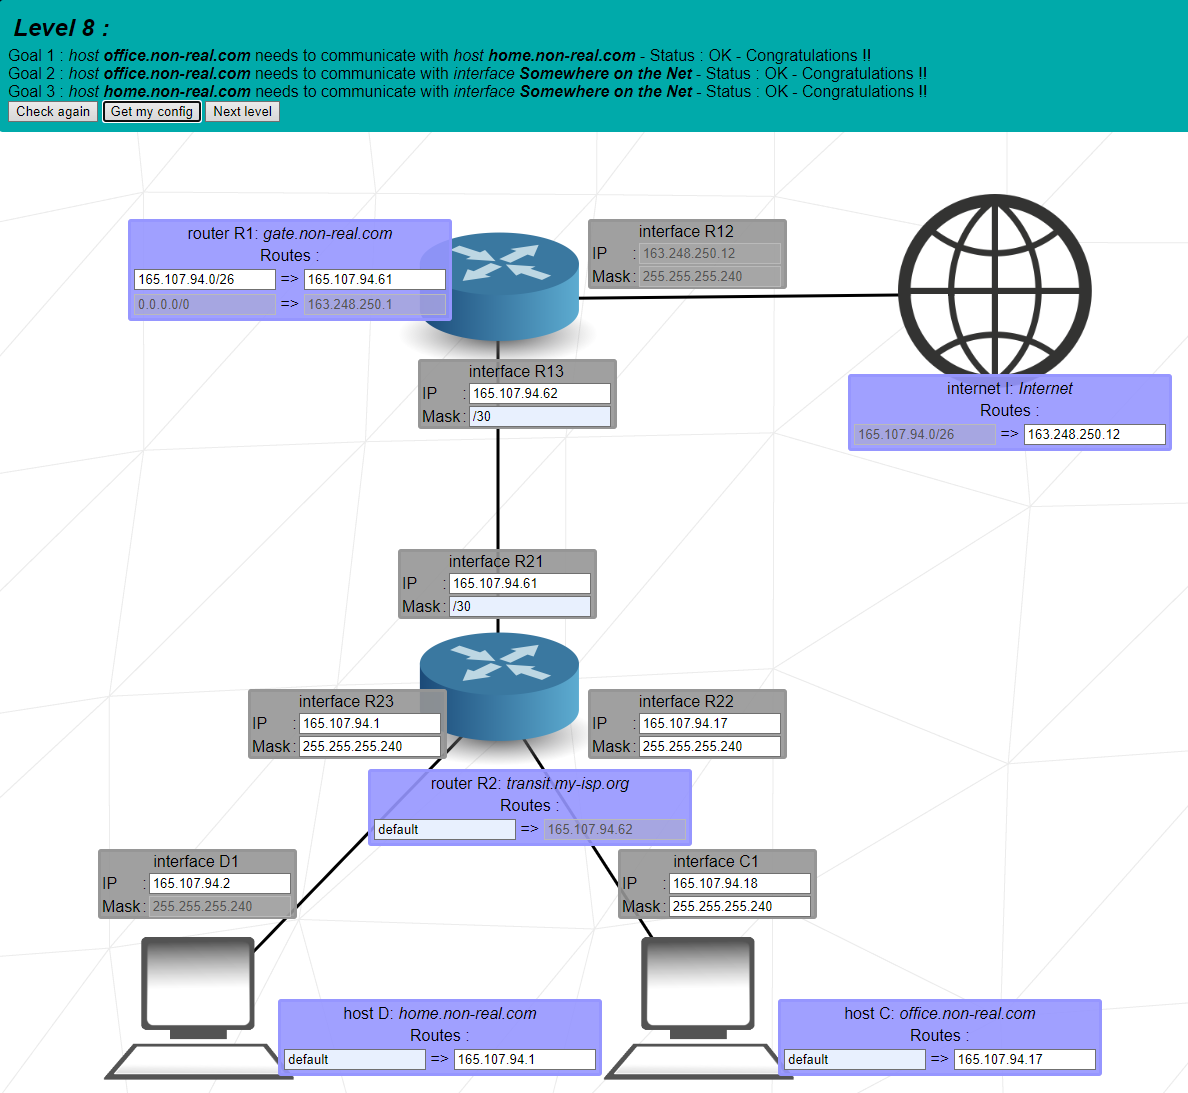 Level 8 :
Goal 1 : host office.non-real.com needs to communicate with host home.non-real.com - Status : OK - Congratulations !!
Goal 2 : host office.non-real.com needs to communicate with interface Somewhere on the Net - Status : OK - Congratulations !!
Goal 3 : host home.non-real.com needs to communicate with interface Somewhere on the Net - Status : OK - Congratulations !!
Check again Get my config Next level
router R1: gate.non-real.com
Routes :
165.107.94.0/26 => 165.107.94.61
0.0.0.0/0 => 163.248.250.1
interface R12
IP : 163.248.250.12
Mask : 255.255.255.240
interface R13
IP : 165.107.94.62
Mask : /30
internet I: Internet
Routes :
165.107.94.0/26 => 163.248.250.12
interface R21
IP : 165.107.94.61
Mask : /30
interface R23
IP : 165.107.94.1
Mask : 255.255.255.240
interface R22
IP : 165.107.94.17
Mask : 255.255.255.240
router R2: transit.my-isp.org
Routes :
default => 165.107.94.62
interface D1
IP : 165.107.94.2
Mask : 255.255.255.240
interface C1
IP : 165.107.94.18
Mask : 255.255.255.240
host D: home.non-real.com
Routes :
default => 165.107.94.1
host C: office.non-real.com
Routes :
default => 165.107.94.17